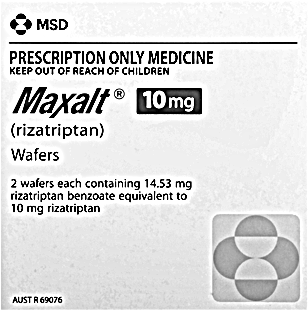 MSD
PRESCRIPTION ONLY MEDICINE
KEEP OUT OF REACH OF CHILDREN
Maxalt® 10 mg
(rizatriptan)
Wafers
2 wafers each containing 14.53 mg
rizatriptan benzoate equivalent to
10 mg rizatriptan
AUST R 69076